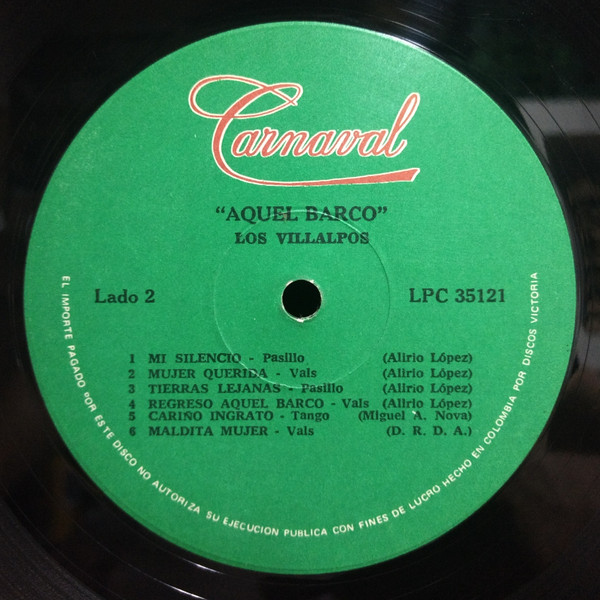 Carnaval
"AQUEL BARCO"
LOS VILLALPOS
Lado 2
LPC 35121
1 MI SILENCIO - Pasillo (Alirio López)
2 MUJER QUERIDA - Vals (Alirio López)
3 TIERRAS LEJANAS - Pasillo (Alirio López)
4 REGRESO AQUEL BARCO - Vals (Alirio López)
5 CARIÑO INGRATO - Tango (Miguel A. Nova)
6 MALDITA MUJER - Vals (D. R. D. A.)
EL IMPORTE PAGADO POR ESTE DISCO NO AUTORIZA SU EJECUCION PUBLICA CON FINES DE LUCRO HECHO EN COLOMBIA POR DISCOS VICTORIA